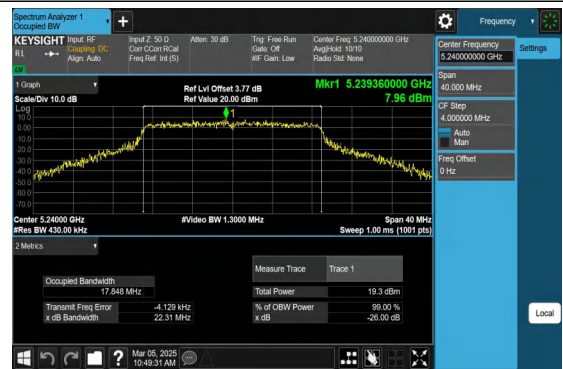 Spectrum Analyzer 1
Occupied BW
Frequency
KEYSIGHT Input: RF Input Z: 50 Ω Atten: 30 dB Trig: Free Run Center Freq: 5.240000000 GHz
RL Coupling: DC Corr CCorr RCal Gate: Off Avg|Hold: 10/10
Align: Auto Freq Ref: Int (S) #IF Gain: Low Radio Std: None
Center Frequency
5.240000000 GHz
Settings
Span
40.000 MHz
CF Step
4.000000 MHz
Auto
Man
Freq Offset
0 Hz
Local
1 Graph
Scale/Div 10.0 dB
Ref Lvl Offset 3.77 dB
Ref Value 20.00 dBm
Mkr1 5.239360000 GHz
7.96 dBm
Log
10.0
0.00
-10.0
-20.0
-30.0
-40.0
-50.0
-60.0
-70.0
1
Center 5.24000 GHz #Video BW 1.3000 MHz Span 40 MHz
#Res BW 430.00 kHz Sweep 1.00 ms (1001 pts)
2 Metrics
Measure Trace Trace 1
Occupied Bandwidth
17.848 MHz Total Power 19.3 dBm
Transmit Freq Error -4.129 kHz % of OBW Power 99.00 %
x dB Bandwidth 22.31 MHz x dB -26.00 dB
Mar 05, 2025
10:49:31 AM